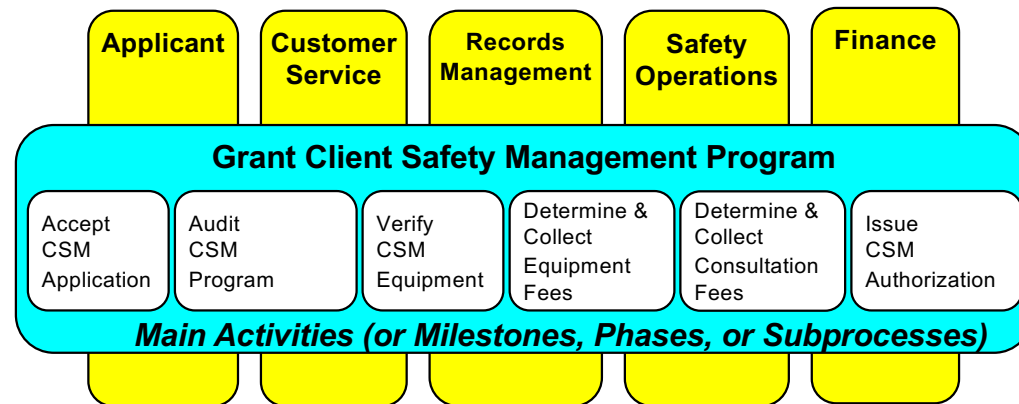 Applicant
Customer
Service
Records
Management
Safety
Operations
Finance
Grant Client Safety Management Program
Accept
CSM
Application
Audit
CSM
Program
Verify
CSM
Equipment
Determine &
Collect
Equipment
Fees
Determine &
Collect
Consultation
Fees
Issue
CSM
Authorization
Main Activities (or Milestones, Phases, or Subprocesses)